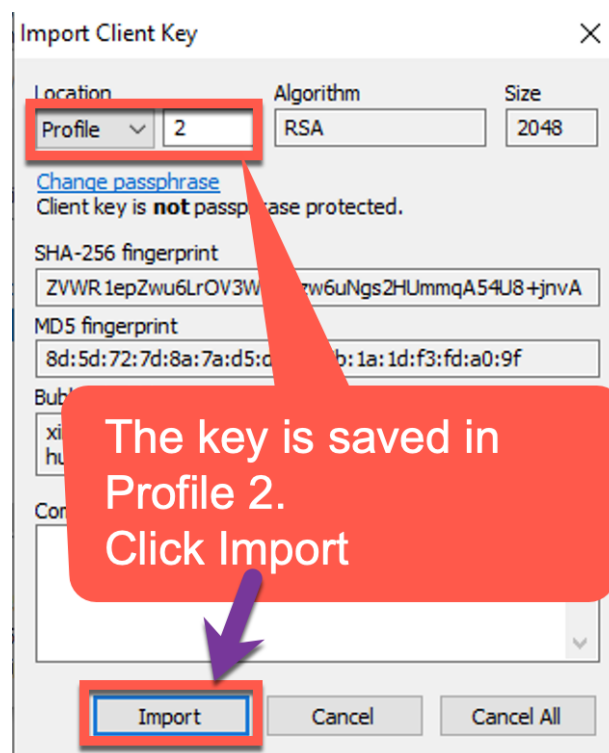 Import Client Key
Location Algorithm Size
Profile 2 RSA 2048
Change passphrase
Client key is not passphrase protected.
SHA-256 fingerprint
ZVWR1epZwu6LrOV3W zw6uNgs2HUmmqA54U8+jnvA
MD5 fingerprint
8d:5d:72:7d:8a:7a:d5: b:1a:1d:f3:fd:a0:9f
The key is saved in
Profile 2.
Click Import
Import Cancel Cancel All